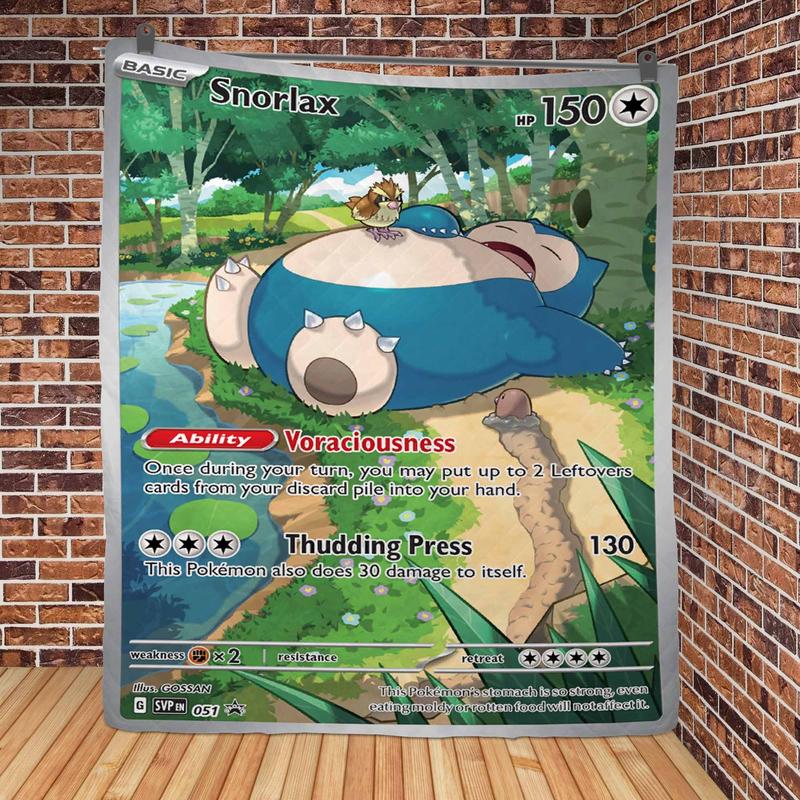 BASIC
Snorlax
HP 150
Ability Voraciousness
Once during your turn, you may put up to 2 Leftovers
cards from your discard pile into your hand.
Thudding Press 130
This Pokémon also does 30 damage to itself.
weakness ×2 resistance retreat
Illus. GOSSAN
G SVP EN 051
This Pokémon's stomach is so strong, even
eating moldy or rotten food will not affect it.